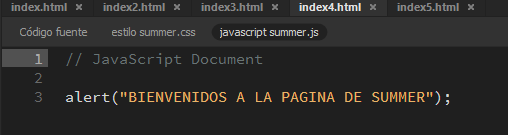 index.html index2.html index3.html index4.html index5.html
Código fuente estilo summer.css javascript summer.js
1 // JavaScript Document
2
3 alert("BIENVENIDOS A LA PAGINA DE SUMMER");